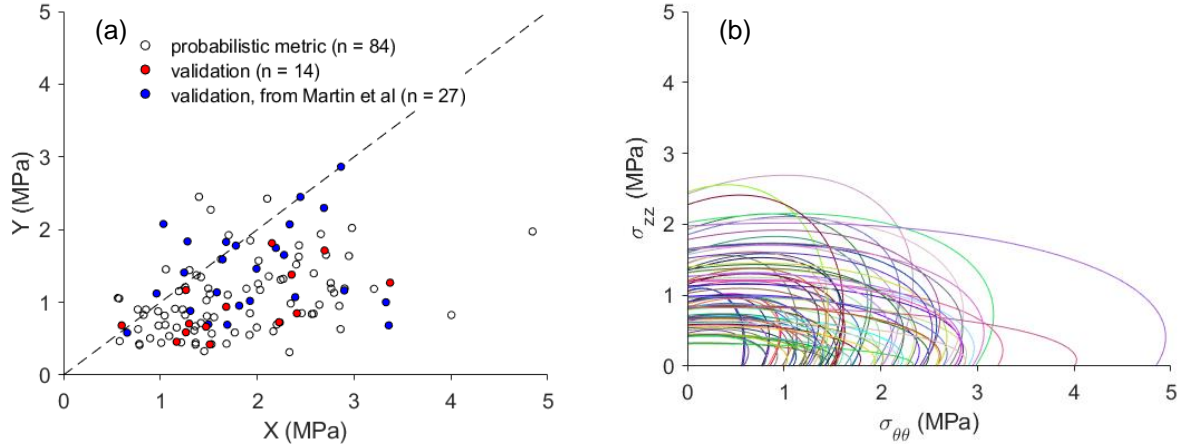 (a)
probabilistic metric (n = 84)
validation (n = 14)
validation, from Martin et al (n = 27)
5
4
3
2
1
0
Y (MPa)
0 1 2 3 4 5
X (MPa)
(b)
5
4
3
2
1
0
σzz (MPa)
0 1 2 3 4 5
σθθ (MPa)